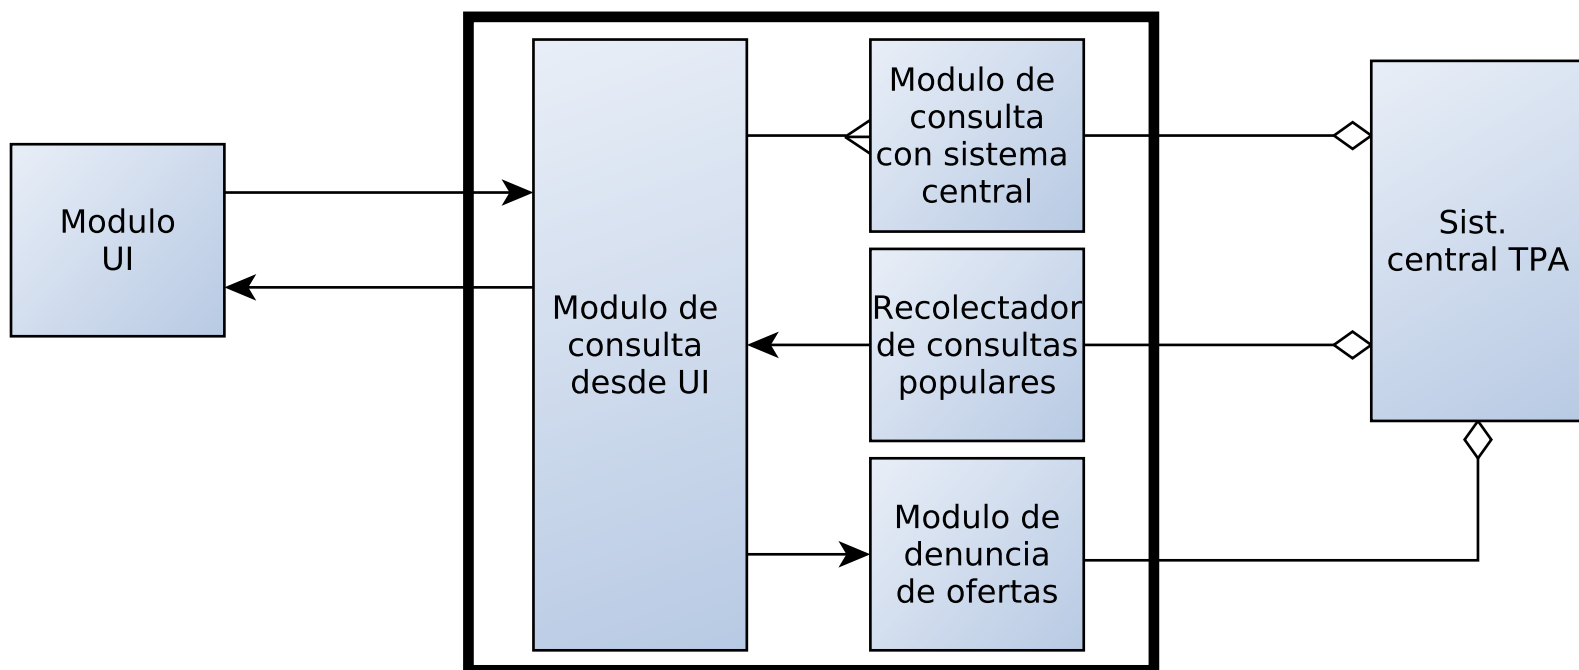 Modulo
UI
Modulo de
consulta
desde UI
Modulo de
consulta
con sistema
central
Recolectador
de consultas
populares
Modulo de
denuncia
de ofertas
Sist.
central TPA